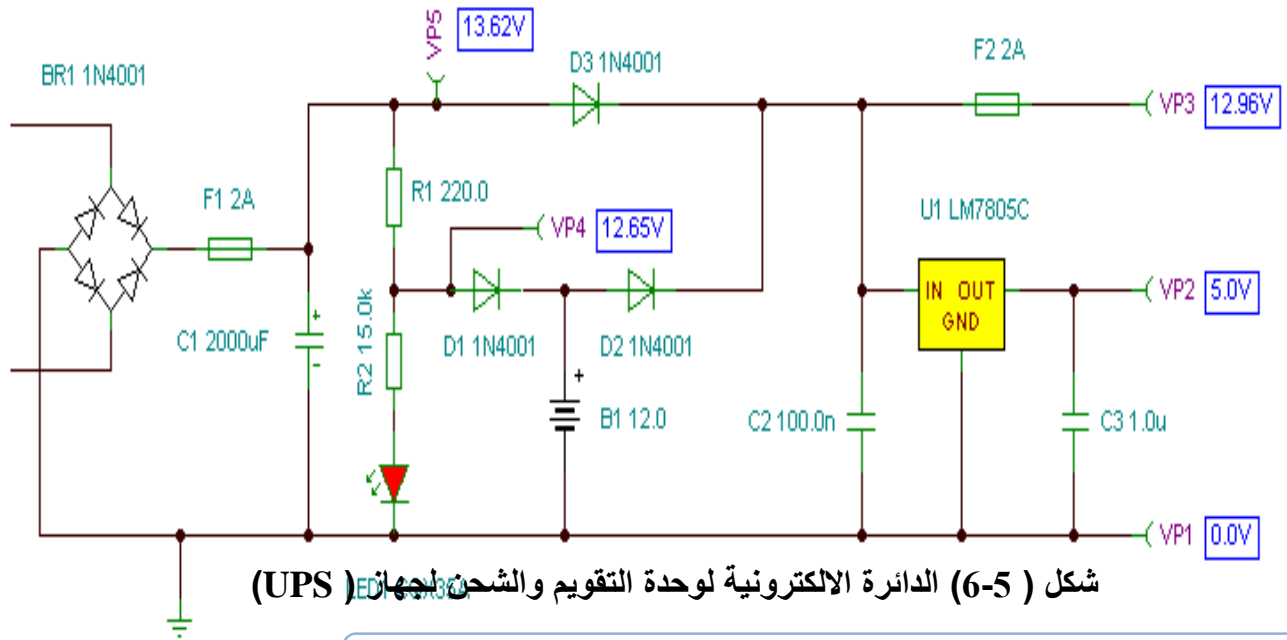 VP5
13.62V
BR1 1N4001
D3 1N4001
F2 2A
VP3 12.96V
F1 2A
R1 220.0
VP4 12.65V
U1 LM7805C
IN OUT
GND
VP2 5.0V
C1 2000uF
+
-
R2 15.0k
D1 1N4001
D2 1N4001
+
B1 12.0
C2 100.0n
C3 1.0u
VP1 0.0V
شكل ( 5-6) الدائرة الالكترونية لوحدة التقويم والشحن لجهاز ( UPS)
LED1